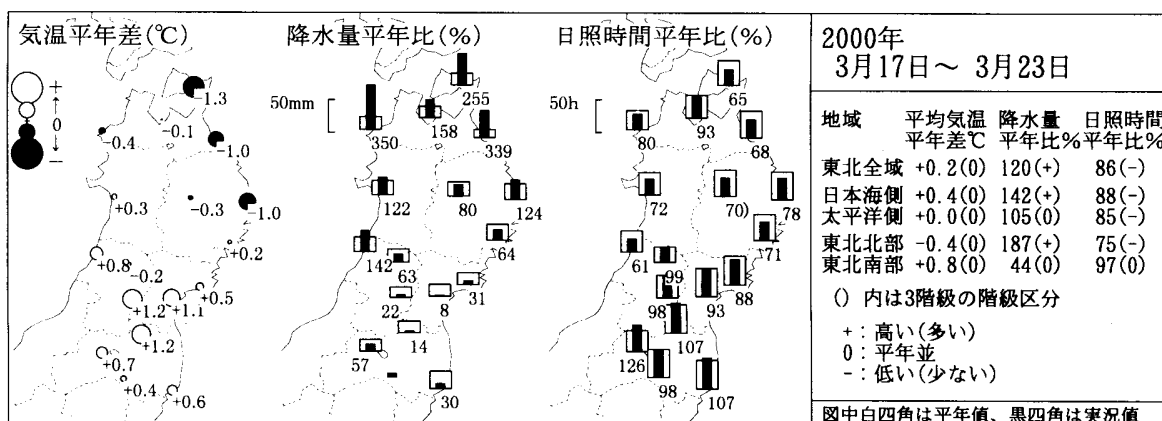 気温平年差(℃)
+
↑
0
↓
−
-1.3
-0.1
-0.4
-1.0
+0.3
-0.3
-1.0
+0.2
+0.8
-0.2
+0.5
+1.2
+1.1
+1.2
+0.7
+0.4
+0.6
降水量平年比(%)
50mm
255
158
350
339
122
80
124
64
142
63
31
22
8
14
57
30
日照時間平年比(%)
50h
65
93
80
68
72
70)
78
71
61
99
88
98
93
107
126
98
107
2000年
3月17日～ 3月23日
地域 平均気温 降水量 日照時間
平年差℃ 平年比% 平年比%
東北全域 +0.2(0) 120(+) 86(-)
日本海側 +0.4(0) 142(+) 88(-)
太平洋側 +0.0(0) 105(0) 85(-)
東北北部 -0.4(0) 187(+) 75(-)
東北南部 +0.8(0) 44(0) 97(0)
() 内は3階級の階級区分
+：高い(多い)
0：平年並
-：低い(少ない)
図中白四角は平年値、黒四角は実況値